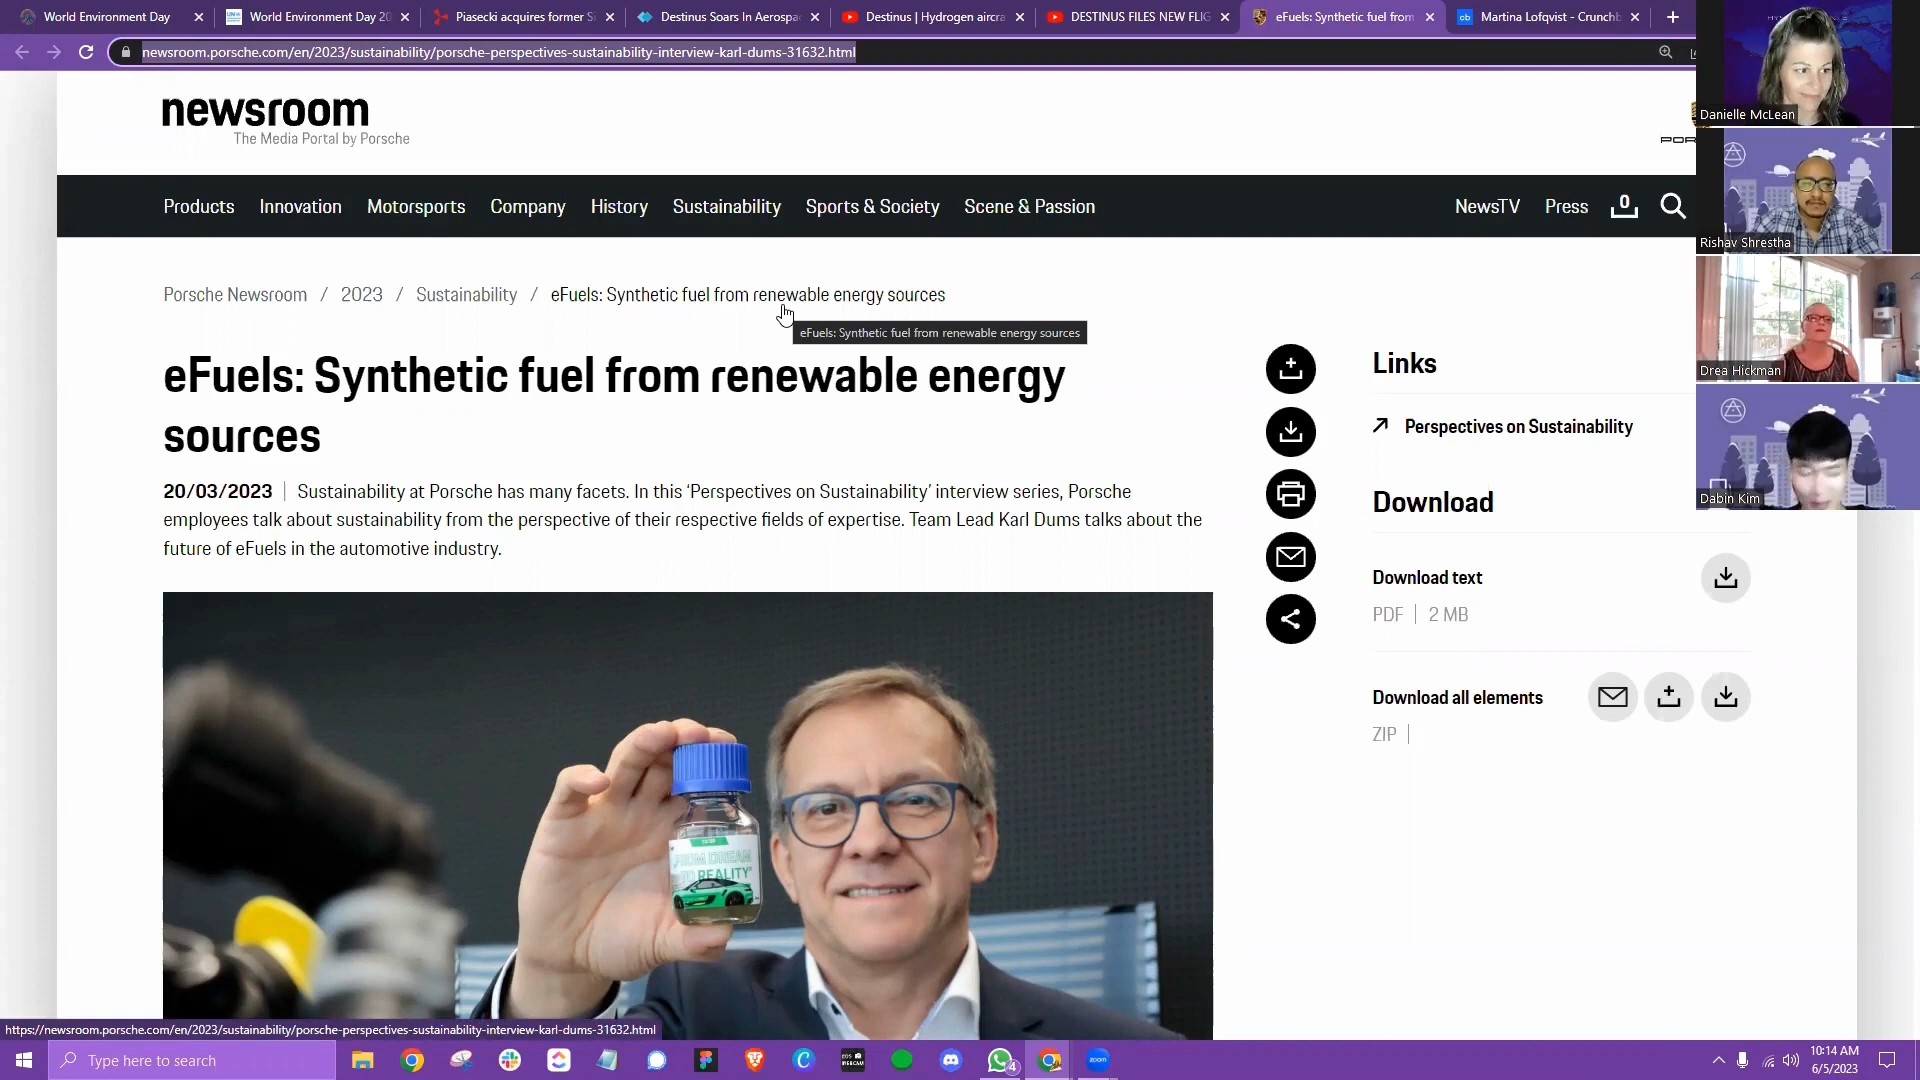 World Environment Day
World Environment Day 20
Piasecki acquires former S
Destinus Soars In Aerospac
Destinus | Hydrogen aircra
DESTINUS FILES NEW FLIG
eFuels: Synthetic fuel from
Martina Lofqvist - Crunchb
newsroom.porsche.com/en/2023/sustainability/porsche-perspectives-sustainability-interview-karl-dums-31632.html
newsroom
The Media Portal by Porsche
POR
Products Innovation Motorsports Company History Sustainability Sports & Society Scene & Passion NewsTV Press 0
Porsche Newsroom / 2023 / Sustainability / eFuels: Synthetic fuel from renewable energy sources
eFuels: Synthetic fuel from renewable energy sources
eFuels: Synthetic fuel from renewable energy
sources
20/03/2023 | Sustainability at Porsche has many facets. In this ‘Perspectives on Sustainability’ interview series, Porsche
employees talk about sustainability from the perspective of their respective fields of expertise. Team Lead Karl Dums talks about the
future of eFuels in the automotive industry.
FROM DREAM
TO REALITY"
Links
Perspectives on Sustainability
Download
Download text
PDF | 2 MB
Download all elements
ZIP |
Danielle McLean
Rishav Shrestha
Drea Hickman
Dabin Kim
https://newsroom.porsche.com/en/2023/sustainability/porsche-perspectives-sustainability-interview-karl-dums-31632.html
Type here to search
4
zoom
10:14 AM
6/5/2023